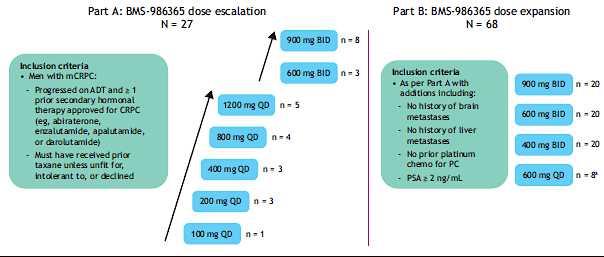 Part A: BMS-986365 dose escalation
N = 27
Inclusion criteria
• Men with mCRPC:
- Progressed on ADT and ≥ 1
prior secondary hormonal
therapy approved for CRPC
(eg, abiraterone,
enzalutamide, apalutamide,
or darolutamide)
- Must have received prior
taxane unless unfit for,
intolerant to, or declined
900 mg BID n = 8
600 mg BID n = 3
1200 mg QD n = 5
800 mg QD n = 4
400 mg QD n = 3
200 mg QD n = 3
100 mg QD n = 1
Part B: BMS-986365 dose expansion
N = 68
Inclusion criteria
• As per Part A with
additions including:
- No history of brain
metastases
- No history of liver
metastases
- No prior platinum
chemo for PC
- PSA ≥ 2 ng/mL
900 mg BID n = 20
600 mg BID n = 20
400 mg BID n = 20
600 mg QD n = 8*